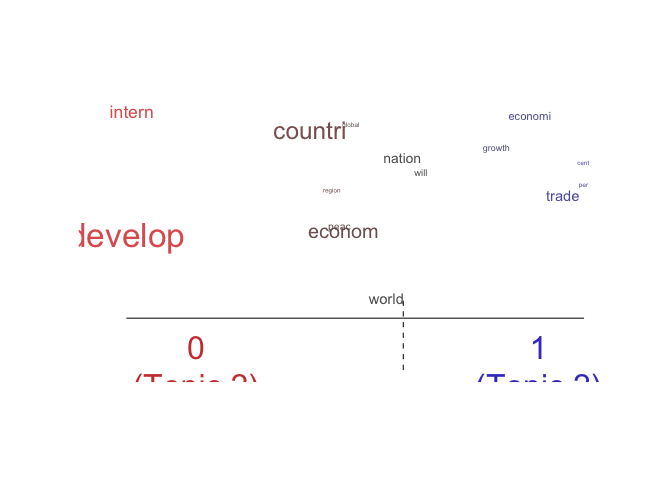 intern
economi
global
countri
growth
nation
cent
will
per
region
trade
peac
econom
develop
world
0
1
(Topic 2)
(Topic 2)